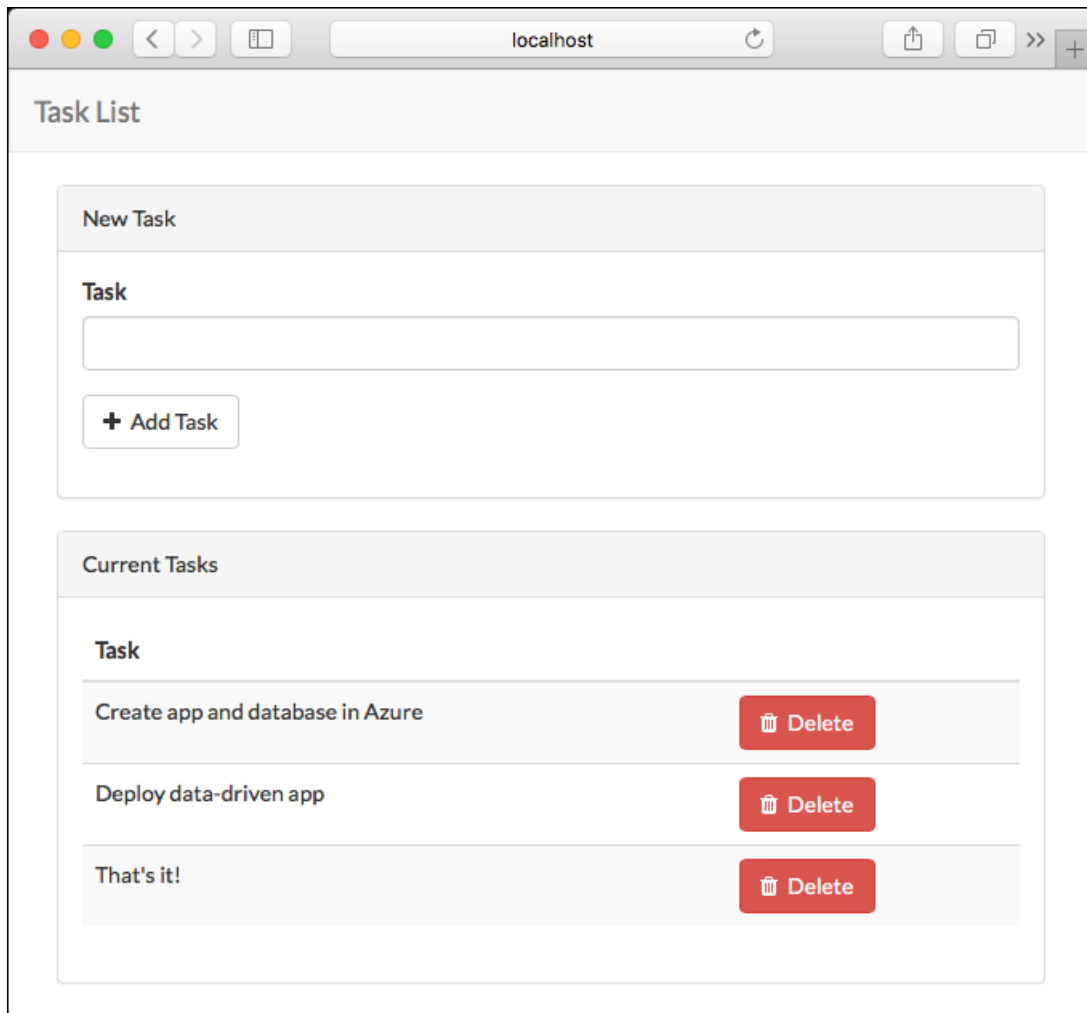 localhost
Task List
New Task
Task
+ Add Task
Current Tasks
Task
Create app and database in Azure Delete
Deploy data-driven app Delete
That's it! Delete